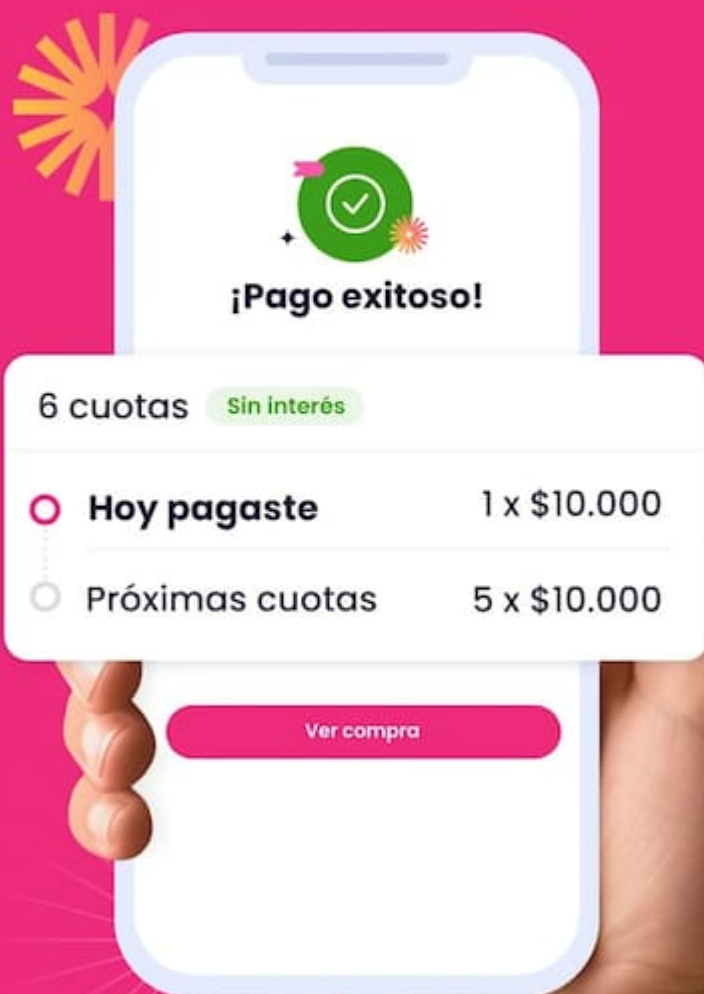 ¡Pago exitoso!
6 cuotas Sin interés
Hoy pagaste 1 x $10.000
Próximas cuotas 5 x $10.000
Ver compra